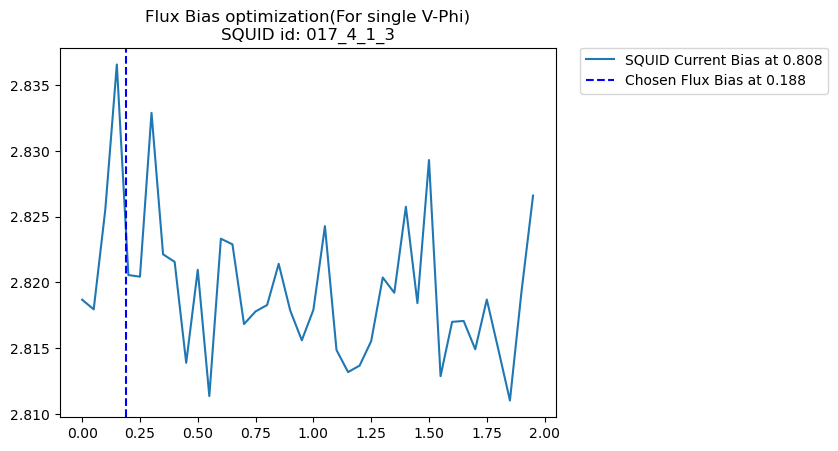 Flux Bias optimization(For single V-Phi)
SQUID id: 017_4_1_3
SQUID Current Bias at 0.808
Chosen Flux Bias at 0.188
2.835
2.830
2.825
2.820
2.815
2.810
0.00 0.25 0.50 0.75 1.00 1.25 1.50 1.75 2.00